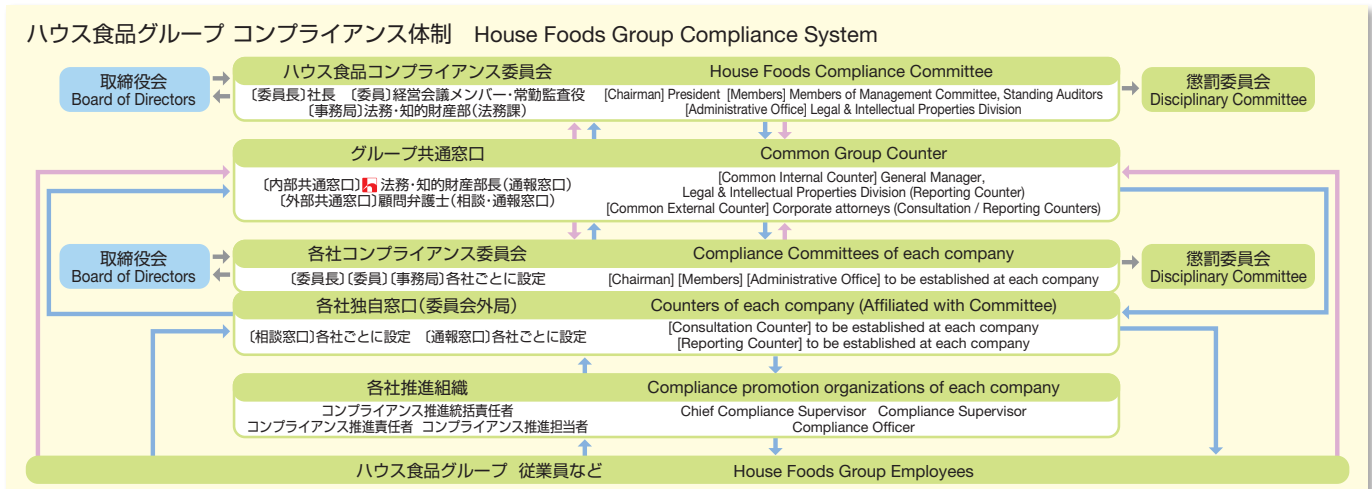 ハウス食品グループ コンプライアンス体制 House Foods Group Compliance System
取締役会
Board of Directors
ハウス食品コンプライアンス委員会 House Foods Compliance Committee
〔委員長〕社長 〔委員〕経営会議メンバー・常勤監査役
〔事務局〕法務・知的財産部(法務課)
[Chairman] President [Members] Members of Management Committee, Standing Auditors
[Administrative Office] Legal & Intellectual Properties Division
懲罰委員会
Disciplinary Committee
グループ共通窓口 Common Group Counter
〔内部共通窓口〕法務・知的財産部長(通報窓口)
〔外部共通窓口〕顧問弁護士(相談・通報窓口)
[Common Internal Counter] General Manager,
Legal & Intellectual Properties Division (Reporting Counter)
[Common External Counter] Corporate attorneys (Consultation / Reporting Counters)
取締役会
Board of Directors
各社コンプライアンス委員会 Compliance Committees of each company
〔委員長〕〔委員〕〔事務局〕各社ごとに設定 [Chairman] [Members] [Administrative Office] to be established at each company
懲罰委員会
Disciplinary Committee
各社独自窓口(委員会外局) Counters of each company (Affiliated with Committee)
〔相談窓口〕各社ごとに設定 〔通報窓口〕各社ごとに設定
[Consultation Counter] to be established at each company
[Reporting Counter] to be established at each company
各社推進組織 Compliance promotion organizations of each company
コンプライアンス推進統括責任者
コンプライアンス推進責任者 コンプライアンス推進担当者
Chief Compliance Supervisor Compliance Supervisor
Compliance Officer
ハウス食品グループ 従業員など House Foods Group Employees